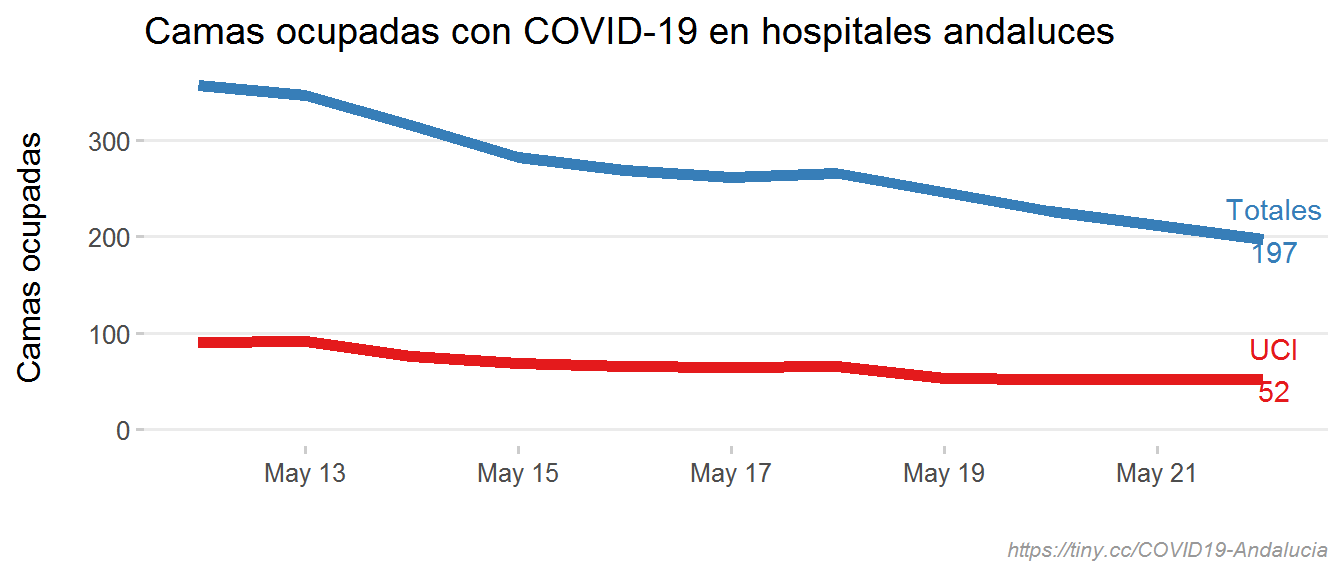 Camas ocupadas con COVID-19 en hospitales andaluces
Camas ocupadas
300
200
100
0
Totales
197
UCI
52
May 13
May 15
May 17
May 19
May 21
https://tiny.cc/COVID19-Andalucia